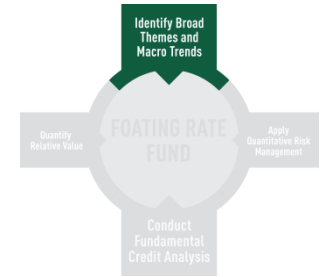 Identify Broad
Themes and
Macro Trends
FOATING RATE
FUND
Quantify
Relative Value
Apply
Quantitative Risk
Management
Conduct
Fundamental
Credit Analysis